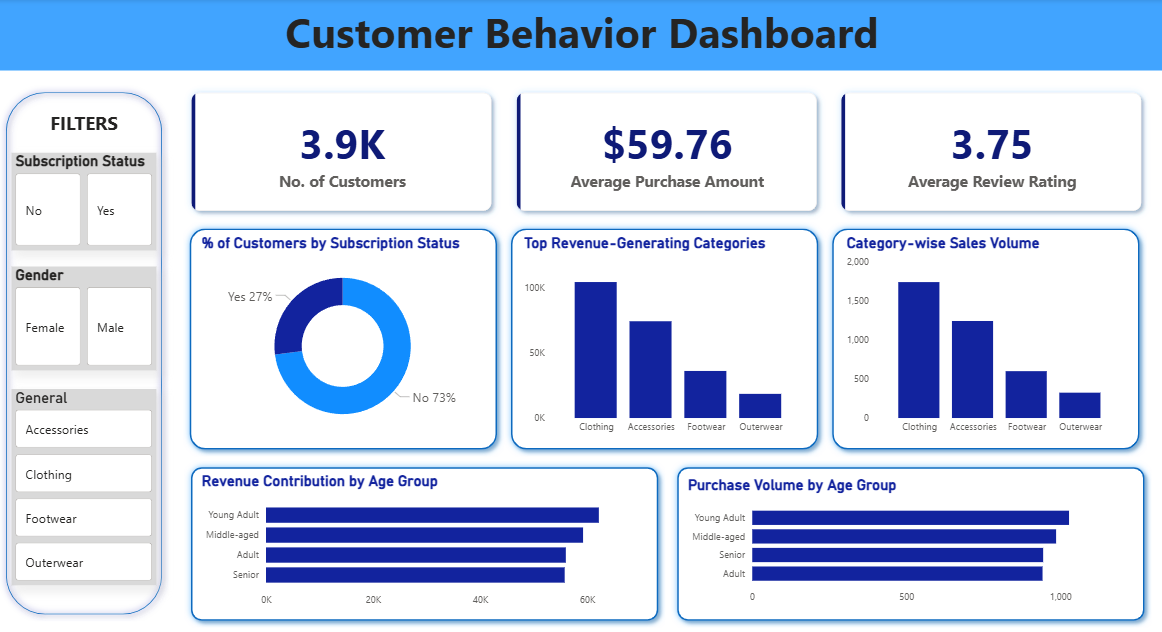 Customer Behavior Dashboard
FILTERS
Subscription Status
No
Yes
Gender
Female
Male
General
Accessories
Clothing
Footwear
Outerwear
3.9K
No. of Customers
$59.76
Average Purchase Amount
3.75
Average Review Rating
% of Customers by Subscription Status
Yes 27%
No 73%
Top Revenue-Generating Categories
100K
50K
0K
Clothing
Accessories
Footwear
Outerwear
Category-wise Sales Volume
2,000
1,500
1,000
500
0
Clothing
Accessories
Footwear
Outerwear
Revenue Contribution by Age Group
Young Adult
Middle-aged
Adult
Senior
0K
20K
40K
60K
Purchase Volume by Age Group
Young Adult
Middle-aged
Senior
Adult
0
500
1,000